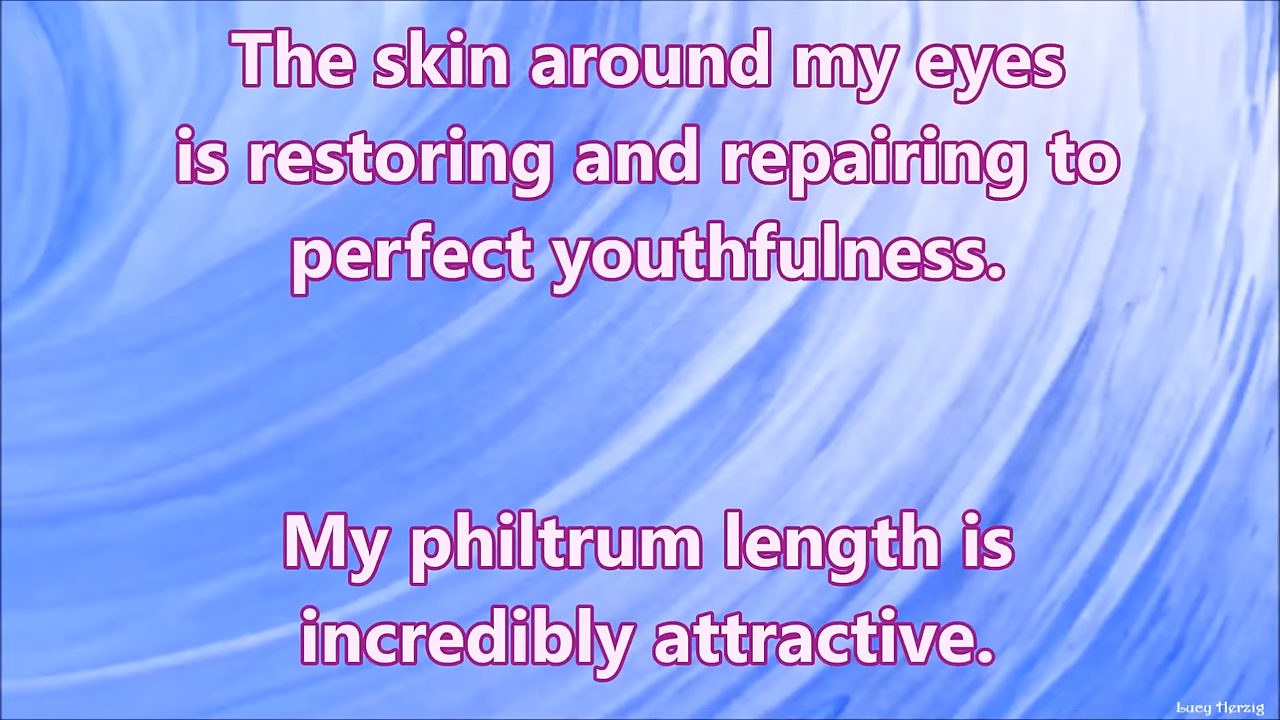 The skin around my eyes
is restoring and repairing to
perfect youthfulness.
My philtrum length is
incredibly attractive.
Lucy Herzig